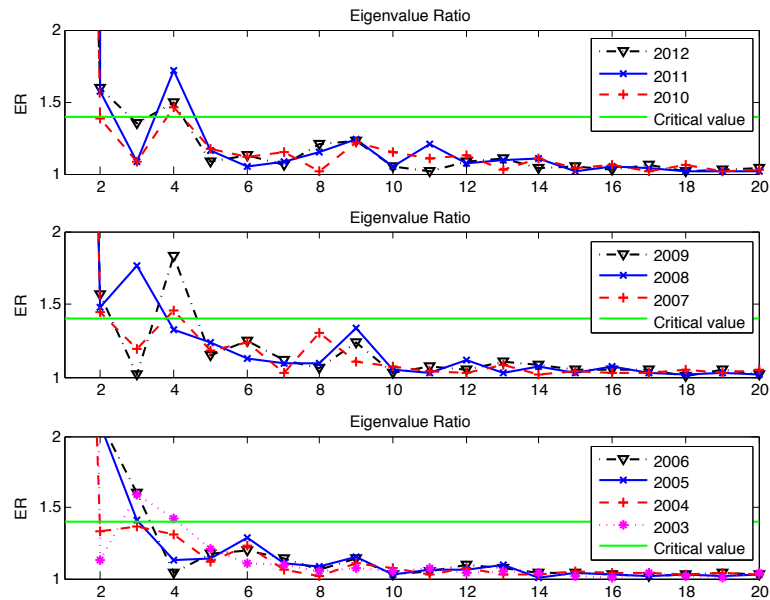 Eigenvalue Ratio
2
1.5
1
ER
2012
2011
2010
Critical value
2 4 6 8 10 12 14 16 18 20
Eigenvalue Ratio
2
1.5
1
ER
2009
2008
2007
Critical value
2 4 6 8 10 12 14 16 18 20
Eigenvalue Ratio
2
1.5
1
ER
2006
2005
2004
2003
Critical value
2 4 6 8 10 12 14 16 18 20